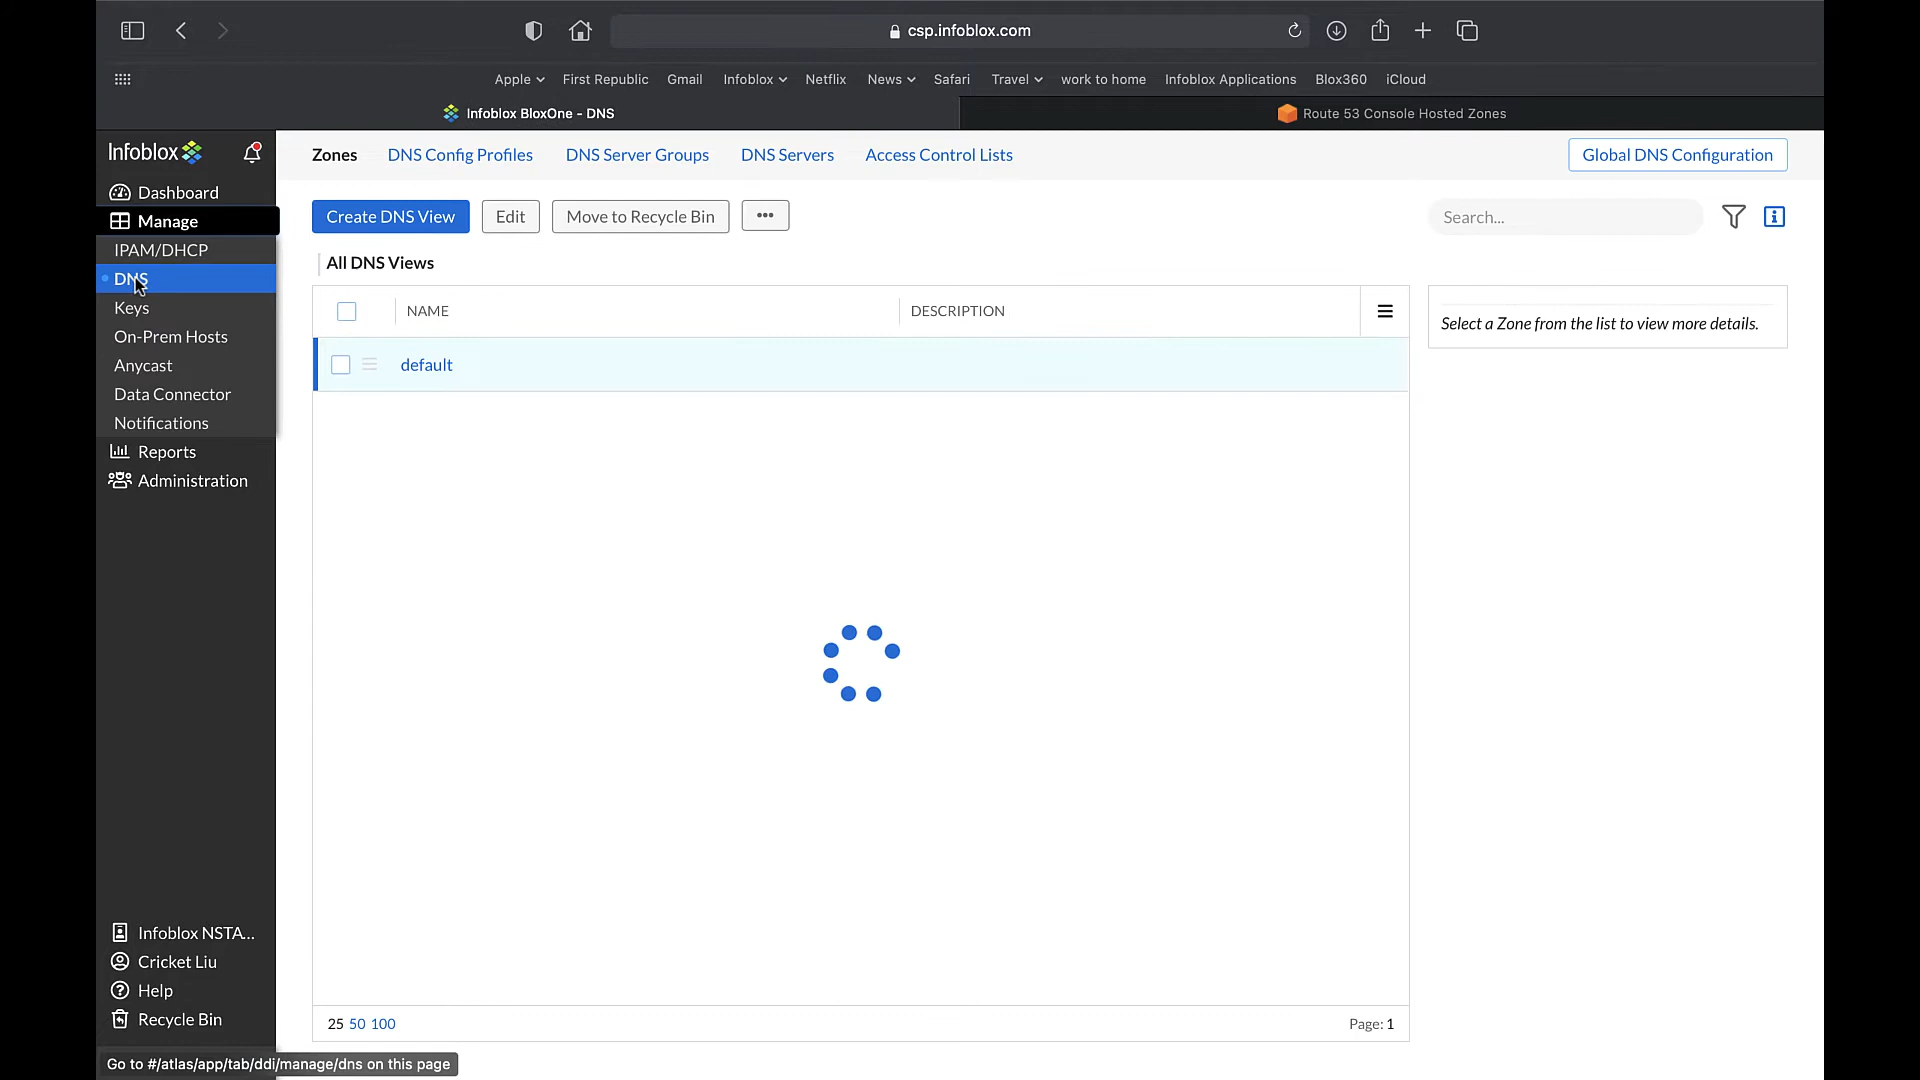 csp.infoblox.com
Apple First Republic Gmail Infoblox Netflix News Safari Travel work to home Infoblox Applications Blox360 iCloud
Infoblox BloxOne - DNS
Route 53 Console Hosted Zones
Infoblox
Dashboard
Manage
IPAM/DHCP
DNS
Keys
On-Prem Hosts
Anycast
Data Connector
Notifications
Reports
Administration
Infoblox NSTA...
Cricket Liu
Help
Recycle Bin
Zones DNS Config Profiles DNS Server Groups DNS Servers Access Control Lists
Global DNS Configuration
Create DNS View Edit Move to Recycle Bin •••
Search...
All DNS Views
NAME DESCRIPTION
default
Select a Zone from the list to view more details.
25 50 100
Page: 1
Go to #/atlas/app/tab/ddi/manage/dns on this page